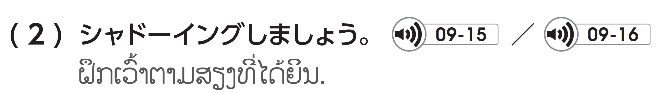 ( 2 ) シャドーイングしましょう。 09-15 ／ 09-16
ຝຶກເວົ້າຕາມສຽງທີ່ໄດ້ຍິນ.